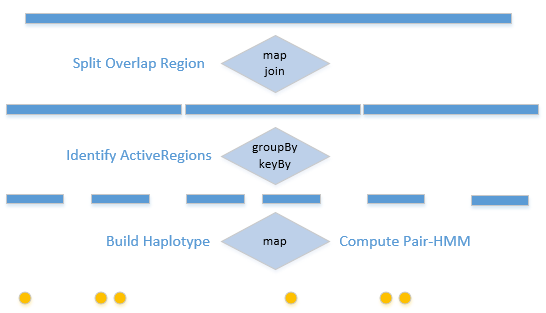 Split Overlap Region
map
join
Identify ActiveRegions
groupBy
keyBy
Build Haplotype
map
Compute Pair-HMM